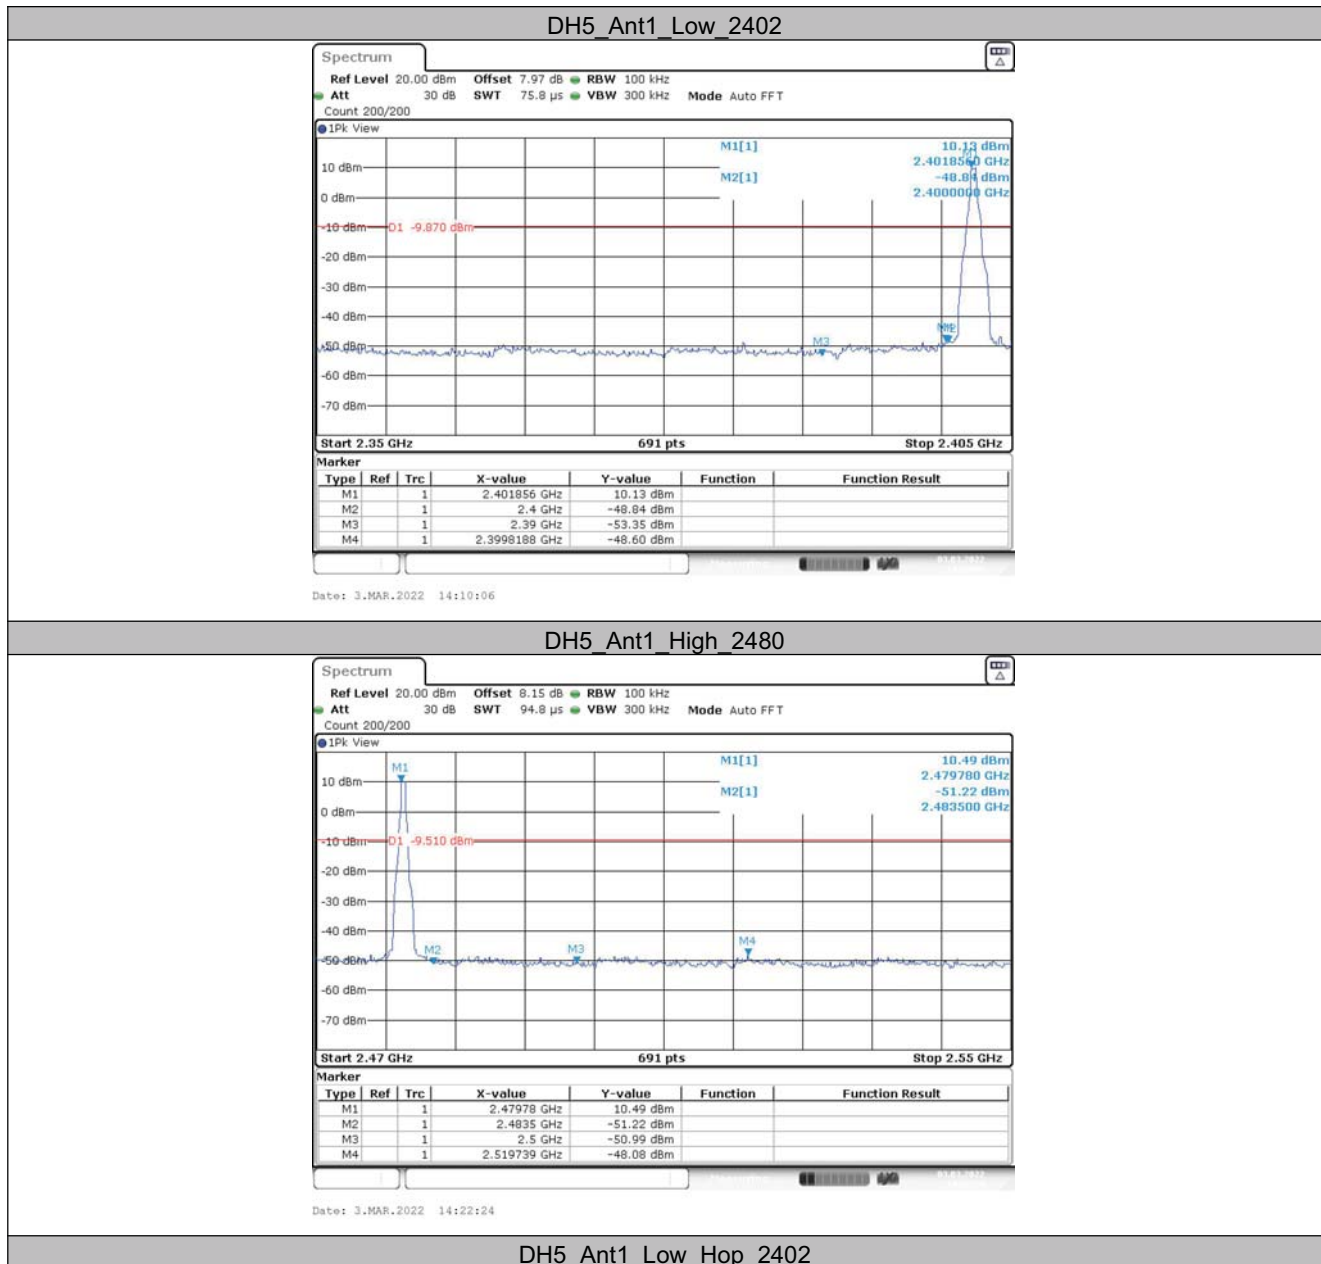 DH5_Ant1_Low_2402
Spectrum
Ref Level 20.00 dBm Offset 7.97 dB RBW 100 kHz
Att 30 dB SWT 75.8 µs VBW 300 kHz Mode Auto FFT
Count 200/200
1Pk View
M1[1] 10.13 dBm
2.4018560 GHz
M2[1] -48.84 dBm
2.4000000 GHz
M1
10 dBm
0 dBm
-10 dBm
D1 -9.870 dBm
-20 dBm
-30 dBm
-40 dBm
-50 dBm
M3
M2
-60 dBm
-70 dBm
Start 2.35 GHz 691 pts Stop 2.405 GHz
Marker
Type Ref Trc X-value Y-value Function Function Result
M1 1 2.401856 GHz 10.13 dBm
M2 1 2.4 GHz -48.84 dBm
M3 1 2.39 GHz -53.35 dBm
M4 1 2.3998188 GHz -48.60 dBm
Date: 3.MAR.2022 14:10:06
DH5_Ant1_High_2480
Spectrum
Ref Level 20.00 dBm Offset 8.15 dB RBW 100 kHz
Att 30 dB SWT 94.8 µs VBW 300 kHz Mode Auto FFT
Count 200/200
1Pk View
M1[1] 10.49 dBm
2.479780 GHz
M2[1] -51.22 dBm
2.483500 GHz
M1
10 dBm
0 dBm
-10 dBm
D1 -9.510 dBm
-20 dBm
-30 dBm
-40 dBm
M2
M3
M4
-50 dBm
-60 dBm
-70 dBm
Start 2.47 GHz 691 pts Stop 2.55 GHz
Marker
Type Ref Trc X-value Y-value Function Function Result
M1 1 2.47978 GHz 10.49 dBm
M2 1 2.4835 GHz -51.22 dBm
M3 1 2.5 GHz -50.99 dBm
M4 1 2.519739 GHz -48.08 dBm
Date: 3.MAR.2022 14:22:24
DH5_Ant1_Low_Hop_2402